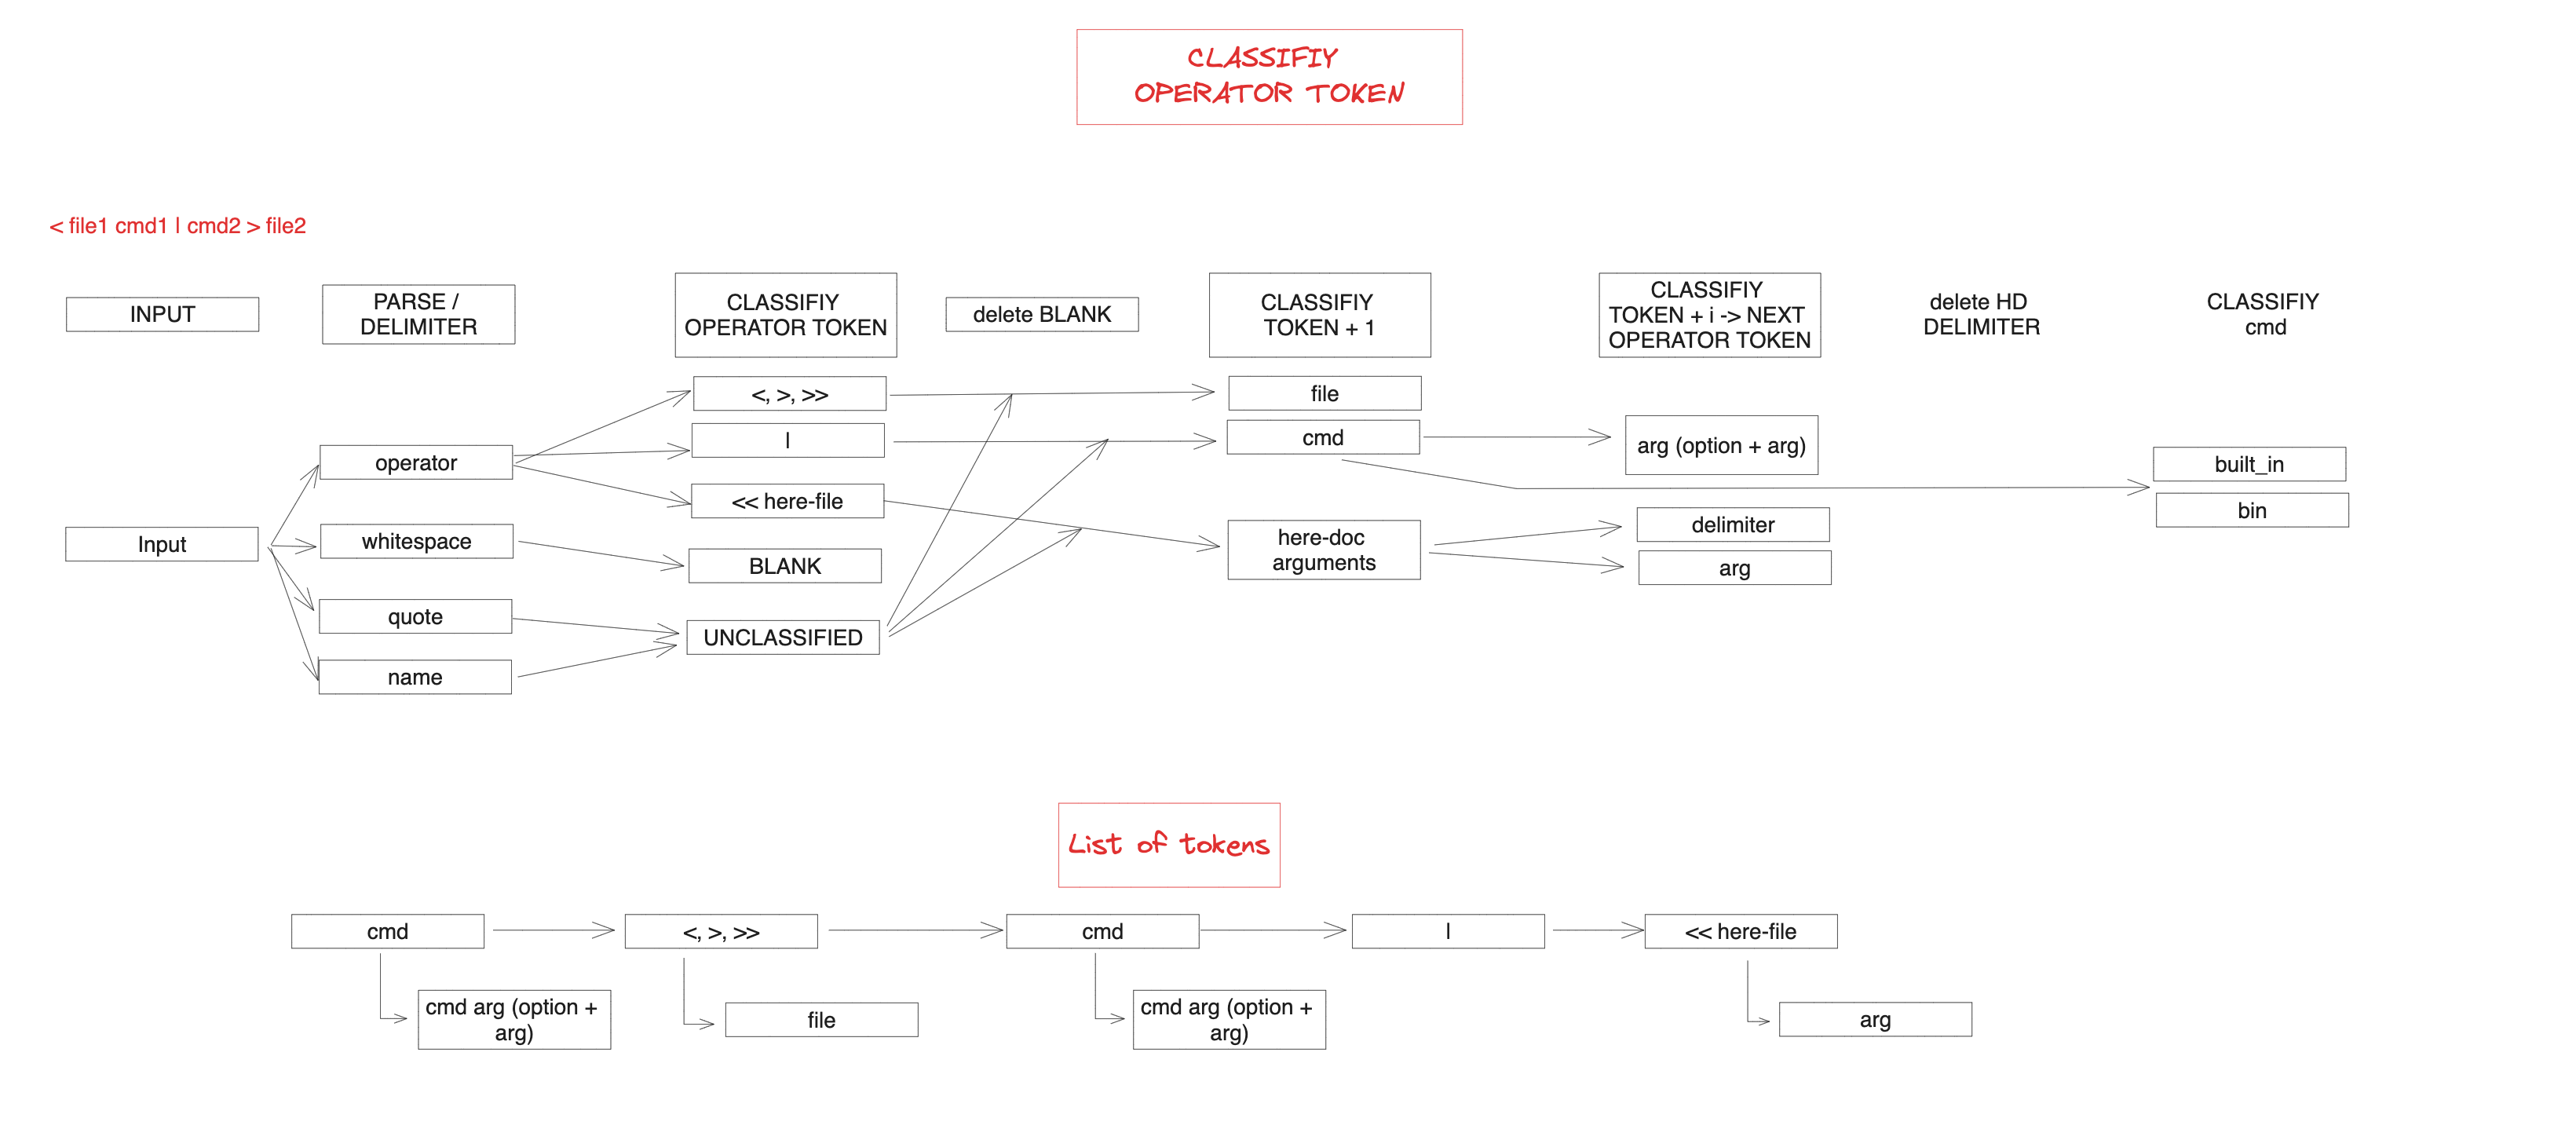 CLASSIFIY
OPERATOR TOKEN
< file1 cmd1 | cmd2 > file2
INPUT
PARSE /
DELIMITER
CLASSIFIY
OPERATOR TOKEN
delete BLANK
CLASSIFIY
TOKEN + 1
CLASSIFIY
TOKEN + i -> NEXT
OPERATOR TOKEN
delete HD
DELIMITER
CLASSIFIY
cmd
Input
operator
whitespace
quote
name
<, >, >>
|
<< here-file
BLANK
UNCLASSIFIED
file
cmd
here-doc
arguments
arg (option + arg)
delimiter
arg
built_in
bin
List of tokens
cmd
<, >, >>
cmd
|
<< here-file
cmd arg (option +
arg)
file
cmd arg (option +
arg)
arg